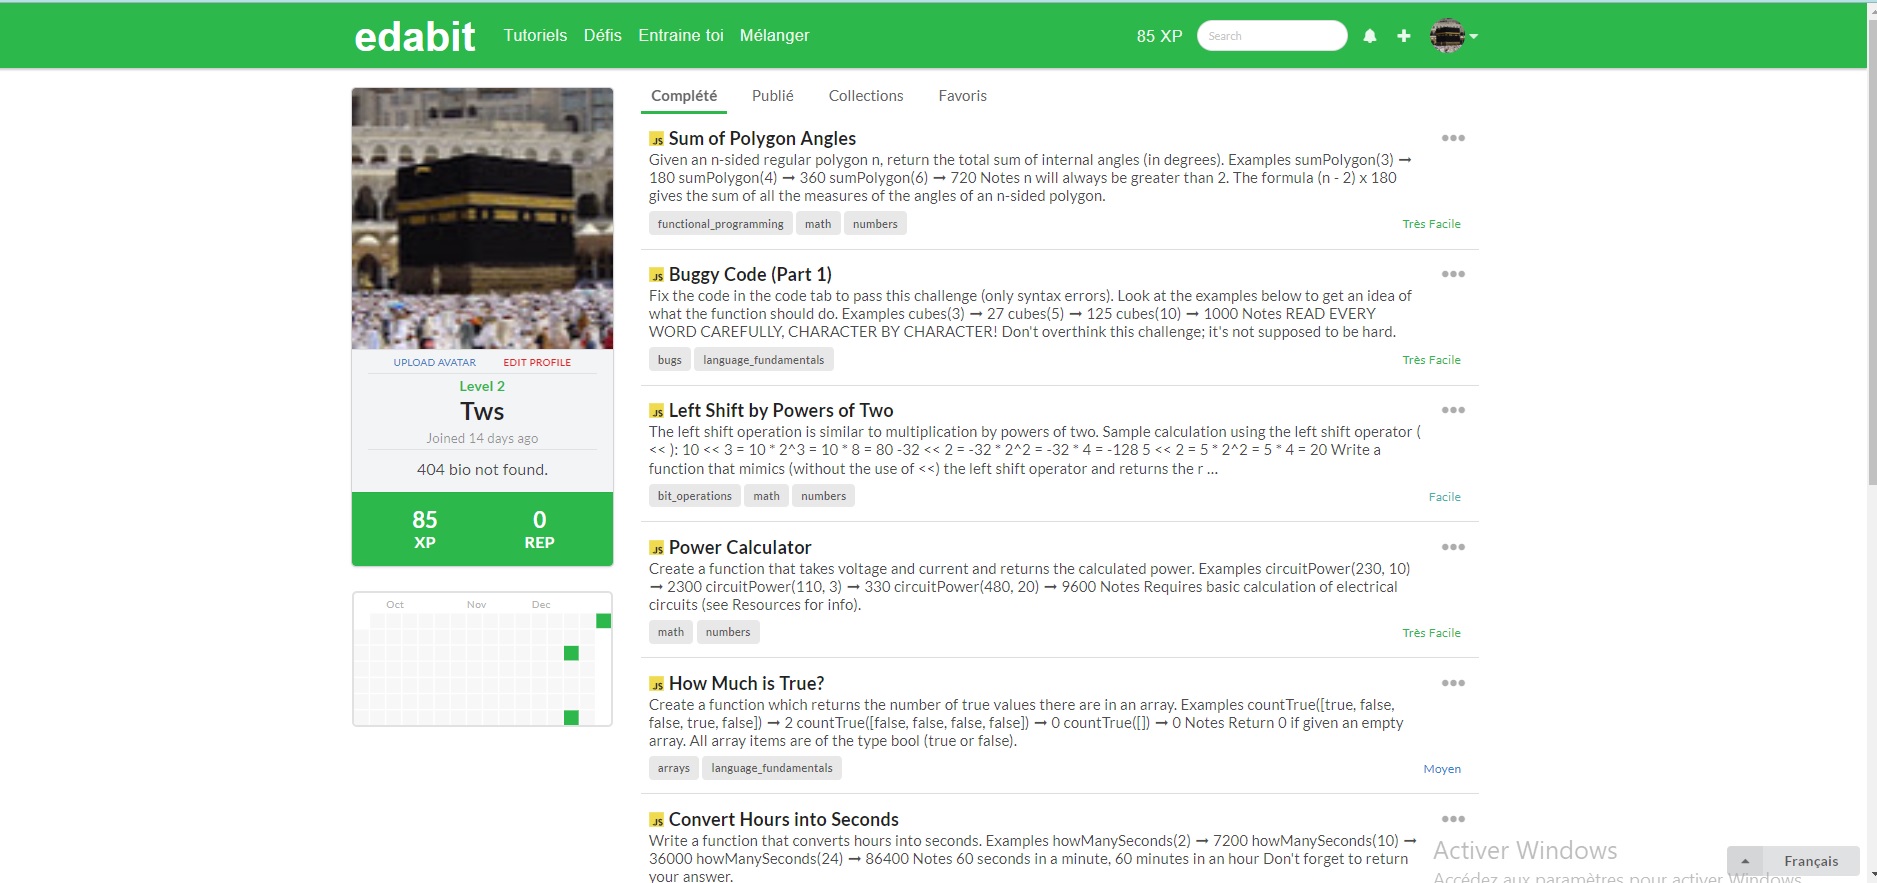 edabit Tutoriels Défis Entraine toi Mélanger 85 XP Search
Complété Publié Collections Favoris
JS Sum of Polygon Angles
Given an n-sided regular polygon n, return the total sum of internal angles (in degrees). Examples sumPolygon(3) ➞
180 sumPolygon(4) ➞ 360 sumPolygon(6) ➞ 720 Notes n will always be greater than 2. The formula (n - 2) x 180
gives the sum of all the measures of the angles of an n-sided polygon.
functional_programming math numbers
Très Facile
JS Buggy Code (Part 1)
Fix the code in the code tab to pass this challenge (only syntax errors). Look at the examples below to get an idea of
what the function should do. Examples cubes(3) ➞ 27 cubes(5) ➞ 125 cubes(10) ➞ 1000 Notes READ EVERY
WORD CAREFULLY, CHARACTER BY CHARACTER! Don't overthink this challenge; it's not supposed to be hard.
bugs language_fundamentals
Très Facile
JS Left Shift by Powers of Two
The left shift operation is similar to multiplication by powers of two. Sample calculation using the left shift operator (
<< ): 10 << 3 = 10 * 2^3 = 10 * 8 = 80 -32 << 2 = -32 * 2^2 = -32 * 4 = -128 5 << 2 = 5 * 2^2 = 5 * 4 = 20 Write a
function that mimics (without the use of <<) the left shift operator and returns the r ...
bit_operations math numbers
Facile
JS Power Calculator
Create a function that takes voltage and current and returns the calculated power. Examples circuitPower(230, 10)
➞ 2300 circuitPower(110, 3) ➞ 330 circuitPower(480, 20) ➞ 9600 Notes Requires basic calculation of electrical
circuits (see Resources for info).
math numbers
Très Facile
JS How Much is True?
Create a function which returns the number of true values there are in an array. Examples countTrue([true, false,
false, true, false]) ➞ 2 countTrue([false, false, false, false]) ➞ 0 countTrue([]) ➞ 0 Notes Return 0 if given an empty
array. All array items are of the type bool (true or false).
arrays language_fundamentals
Moyen
JS Convert Hours into Seconds
Write a function that converts hours into seconds. Examples howManySeconds(2) ➞ 7200 howManySeconds(10) ➞
36000 howManySeconds(24) ➞ 86400 Notes 60 seconds in a minute, 60 minutes in an hour Don't forget to return
your answer.
UPLOAD AVATAR EDIT PROFILE
Level 2
Tws
Joined 14 days ago
404 bio not found.
85 0
XP REP
Oct Nov Dec
Activer Windows
Accédez aux paramètres pour activer Windows.
Français